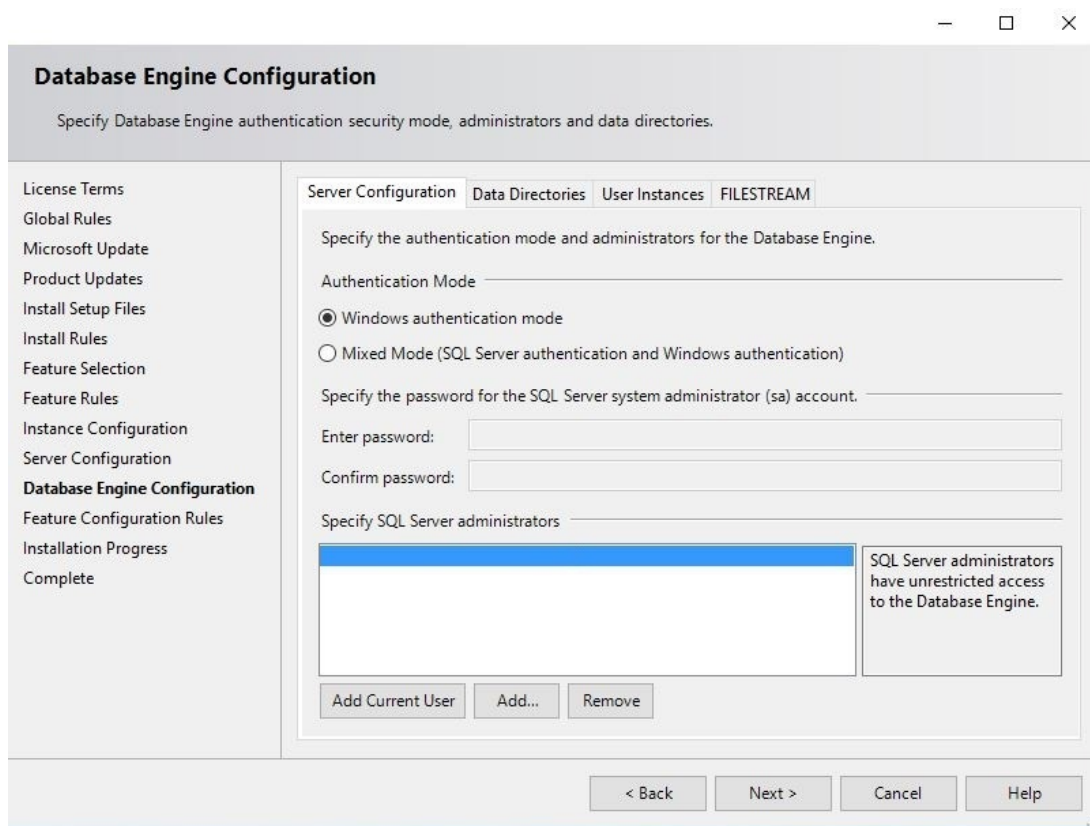 Database Engine Configuration
Specify Database Engine authentication security mode, administrators and data directories.
License Terms
Global Rules
Microsoft Update
Product Updates
Install Setup Files
Install Rules
Feature Selection
Feature Rules
Instance Configuration
Server Configuration
Database Engine Configuration
Feature Configuration Rules
Installation Progress
Complete
Server Configuration Data Directories User Instances FILESTREAM
Specify the authentication mode and administrators for the Database Engine.
Authentication Mode
Windows authentication mode
Mixed Mode (SQL Server authentication and Windows authentication)
Specify the password for the SQL Server system administrator (sa) account.
Enter password:
Confirm password:
Specify SQL Server administrators
SQL Server administrators
have unrestricted access
to the Database Engine.
Add Current User Add... Remove
< Back Next > Cancel Help